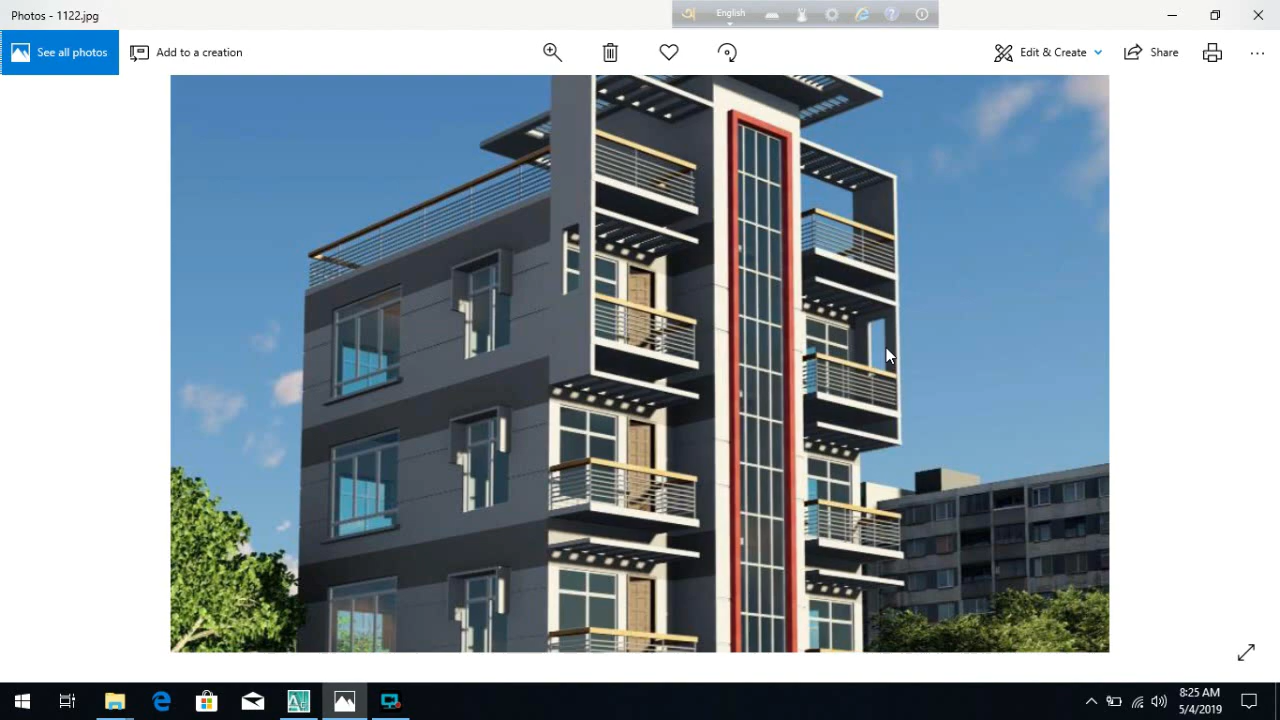 Photos - 1122.jpg
অ English
See all photos
Add to a creation
Edit & Create
Share
8:25 AM
5/4/2019